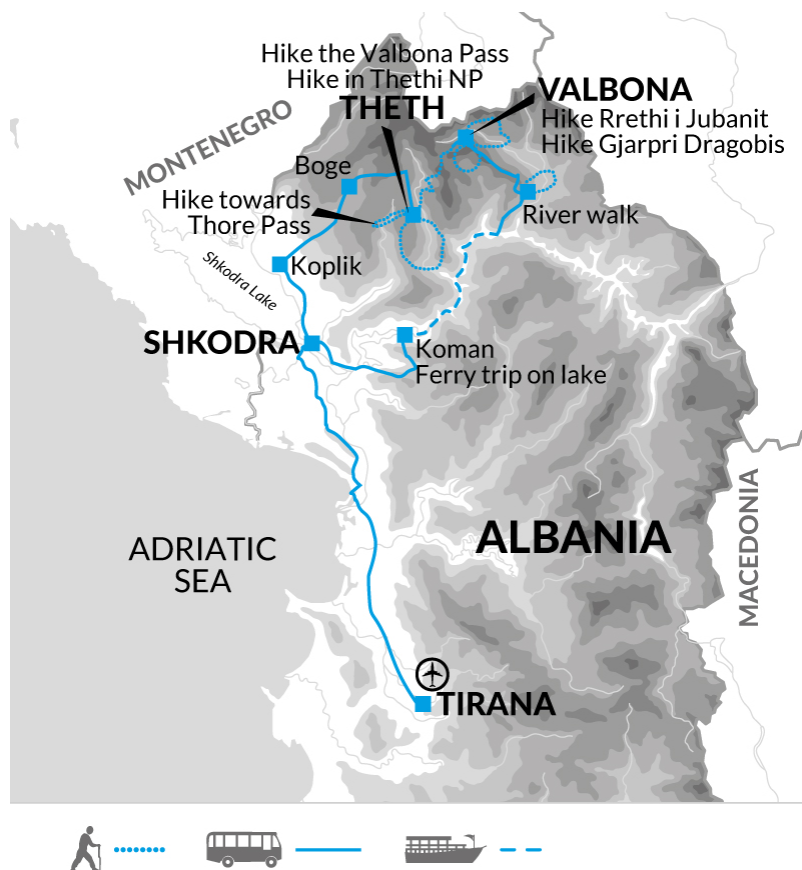 Hike the Valbona Pass
Hike in Thethi NP
THETH
VALBONA
Hike Rrethi i Jubanit
Hike Gjarpri Dragobis
MONTENEGRO
Boge
Hike towards
Thore Pass
River walk
Shkodra Lake
Koplik
SHKODRA
Koman
Ferry trip on lake
ALBANIA
ADRIATIC
SEA
MACEDONIA
TIRANA